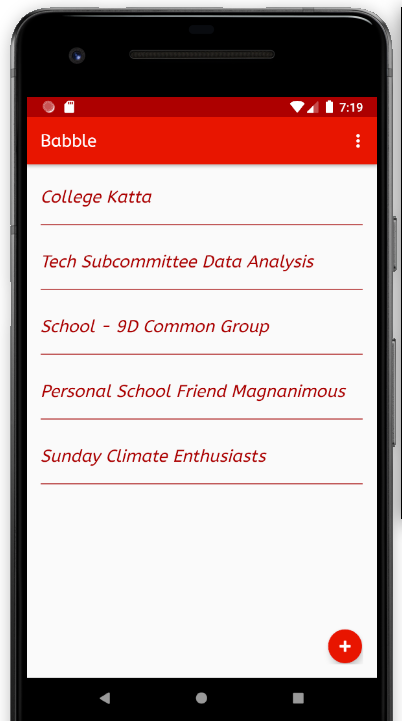 7:19
Babble
College Katta
Tech Subcommittee Data Analysis
School - 9D Common Group
Personal School Friend Magnanimous
Sunday Climate Enthusiasts
+